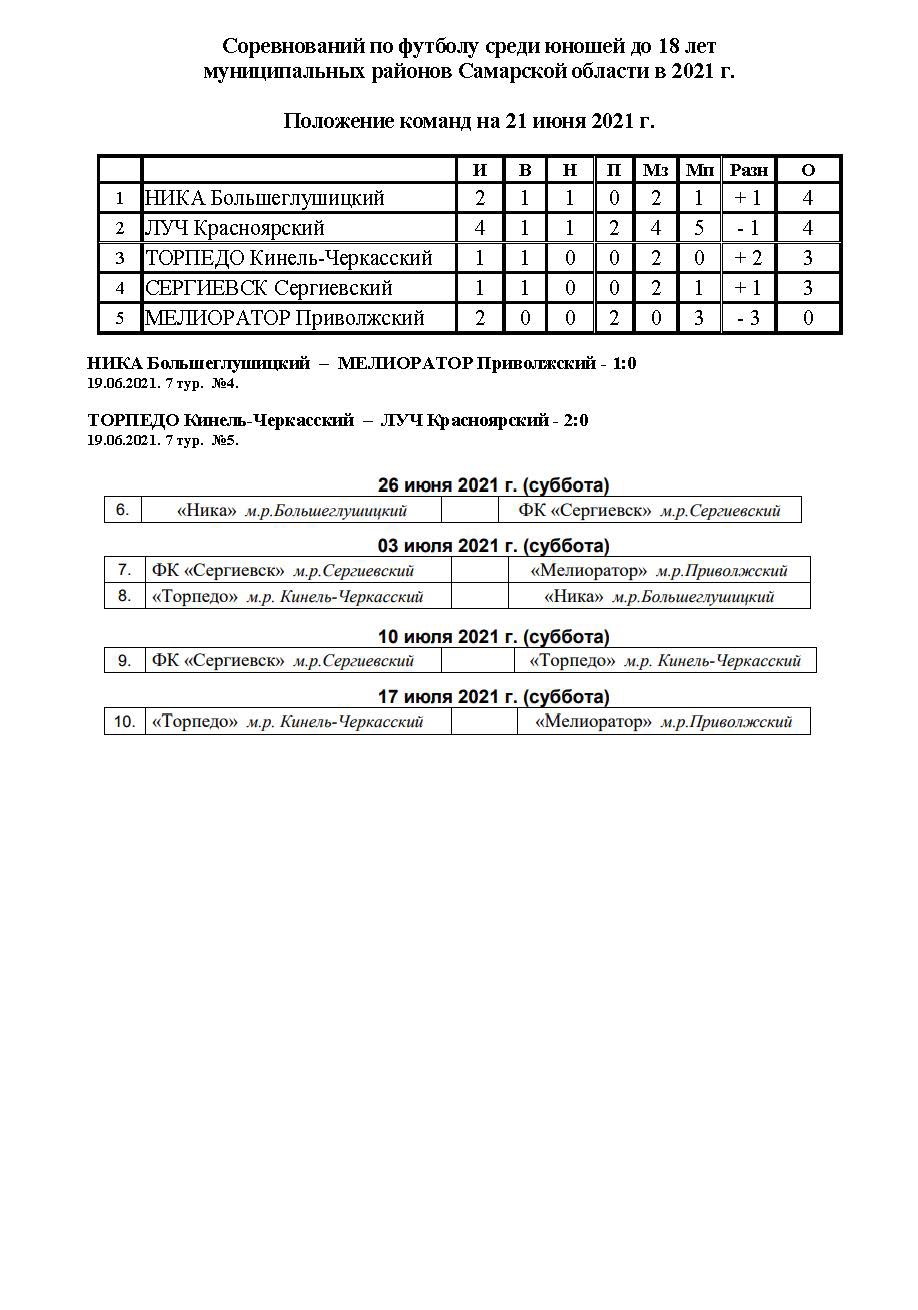 Соревнований по футболу среди юношей до 18 лет
муниципальных районов Самарской области в 2021 г.
Положение команд на 21 июня 2021 г.
И В Н П Мз Мп Разн О
1 НИКА Большеглушицкий 2 1 1 0 2 1 + 1 4
2 ЛУЧ Красноярский 4 1 1 2 4 5 - 1 4
3 ТОРПЕДО Кинель-Черкасский 1 1 0 0 2 0 + 2 3
4 СЕРГИЕВСК Сергиевский 1 1 0 0 2 1 + 1 3
5 МЕЛИОРАТОР Приволжский 2 0 0 2 0 3 - 3 0
НИКА Большеглушицкий – МЕЛИОРАТОР Приволжский - 1:0
19.06.2021. 7 тур. №4.
ТОРПЕДО Кинель-Черкасский – ЛУЧ Красноярский - 2:0
19.06.2021. 7 тур. №5.
26 июня 2021 г. (суббота)
6. «Ника» м.р.Большеглушицкий ФК «Сергиевск» м.р.Сергиевский
03 июля 2021 г. (суббота)
7. ФК «Сергиевск» м.р.Сергиевский «Мелиоратор» м.р.Приволжский
8. «Торпедо» м.р. Кинель-Черкасский «Ника» м.р.Большеглушицкий
10 июля 2021 г. (суббота)
9. ФК «Сергиевск» м.р.Сергиевский «Торпедо» м.р. Кинель-Черкасский
17 июля 2021 г. (суббота)
10. «Торпедо» м.р. Кинель-Черкасский «Мелиоратор» м.р.Приволжский